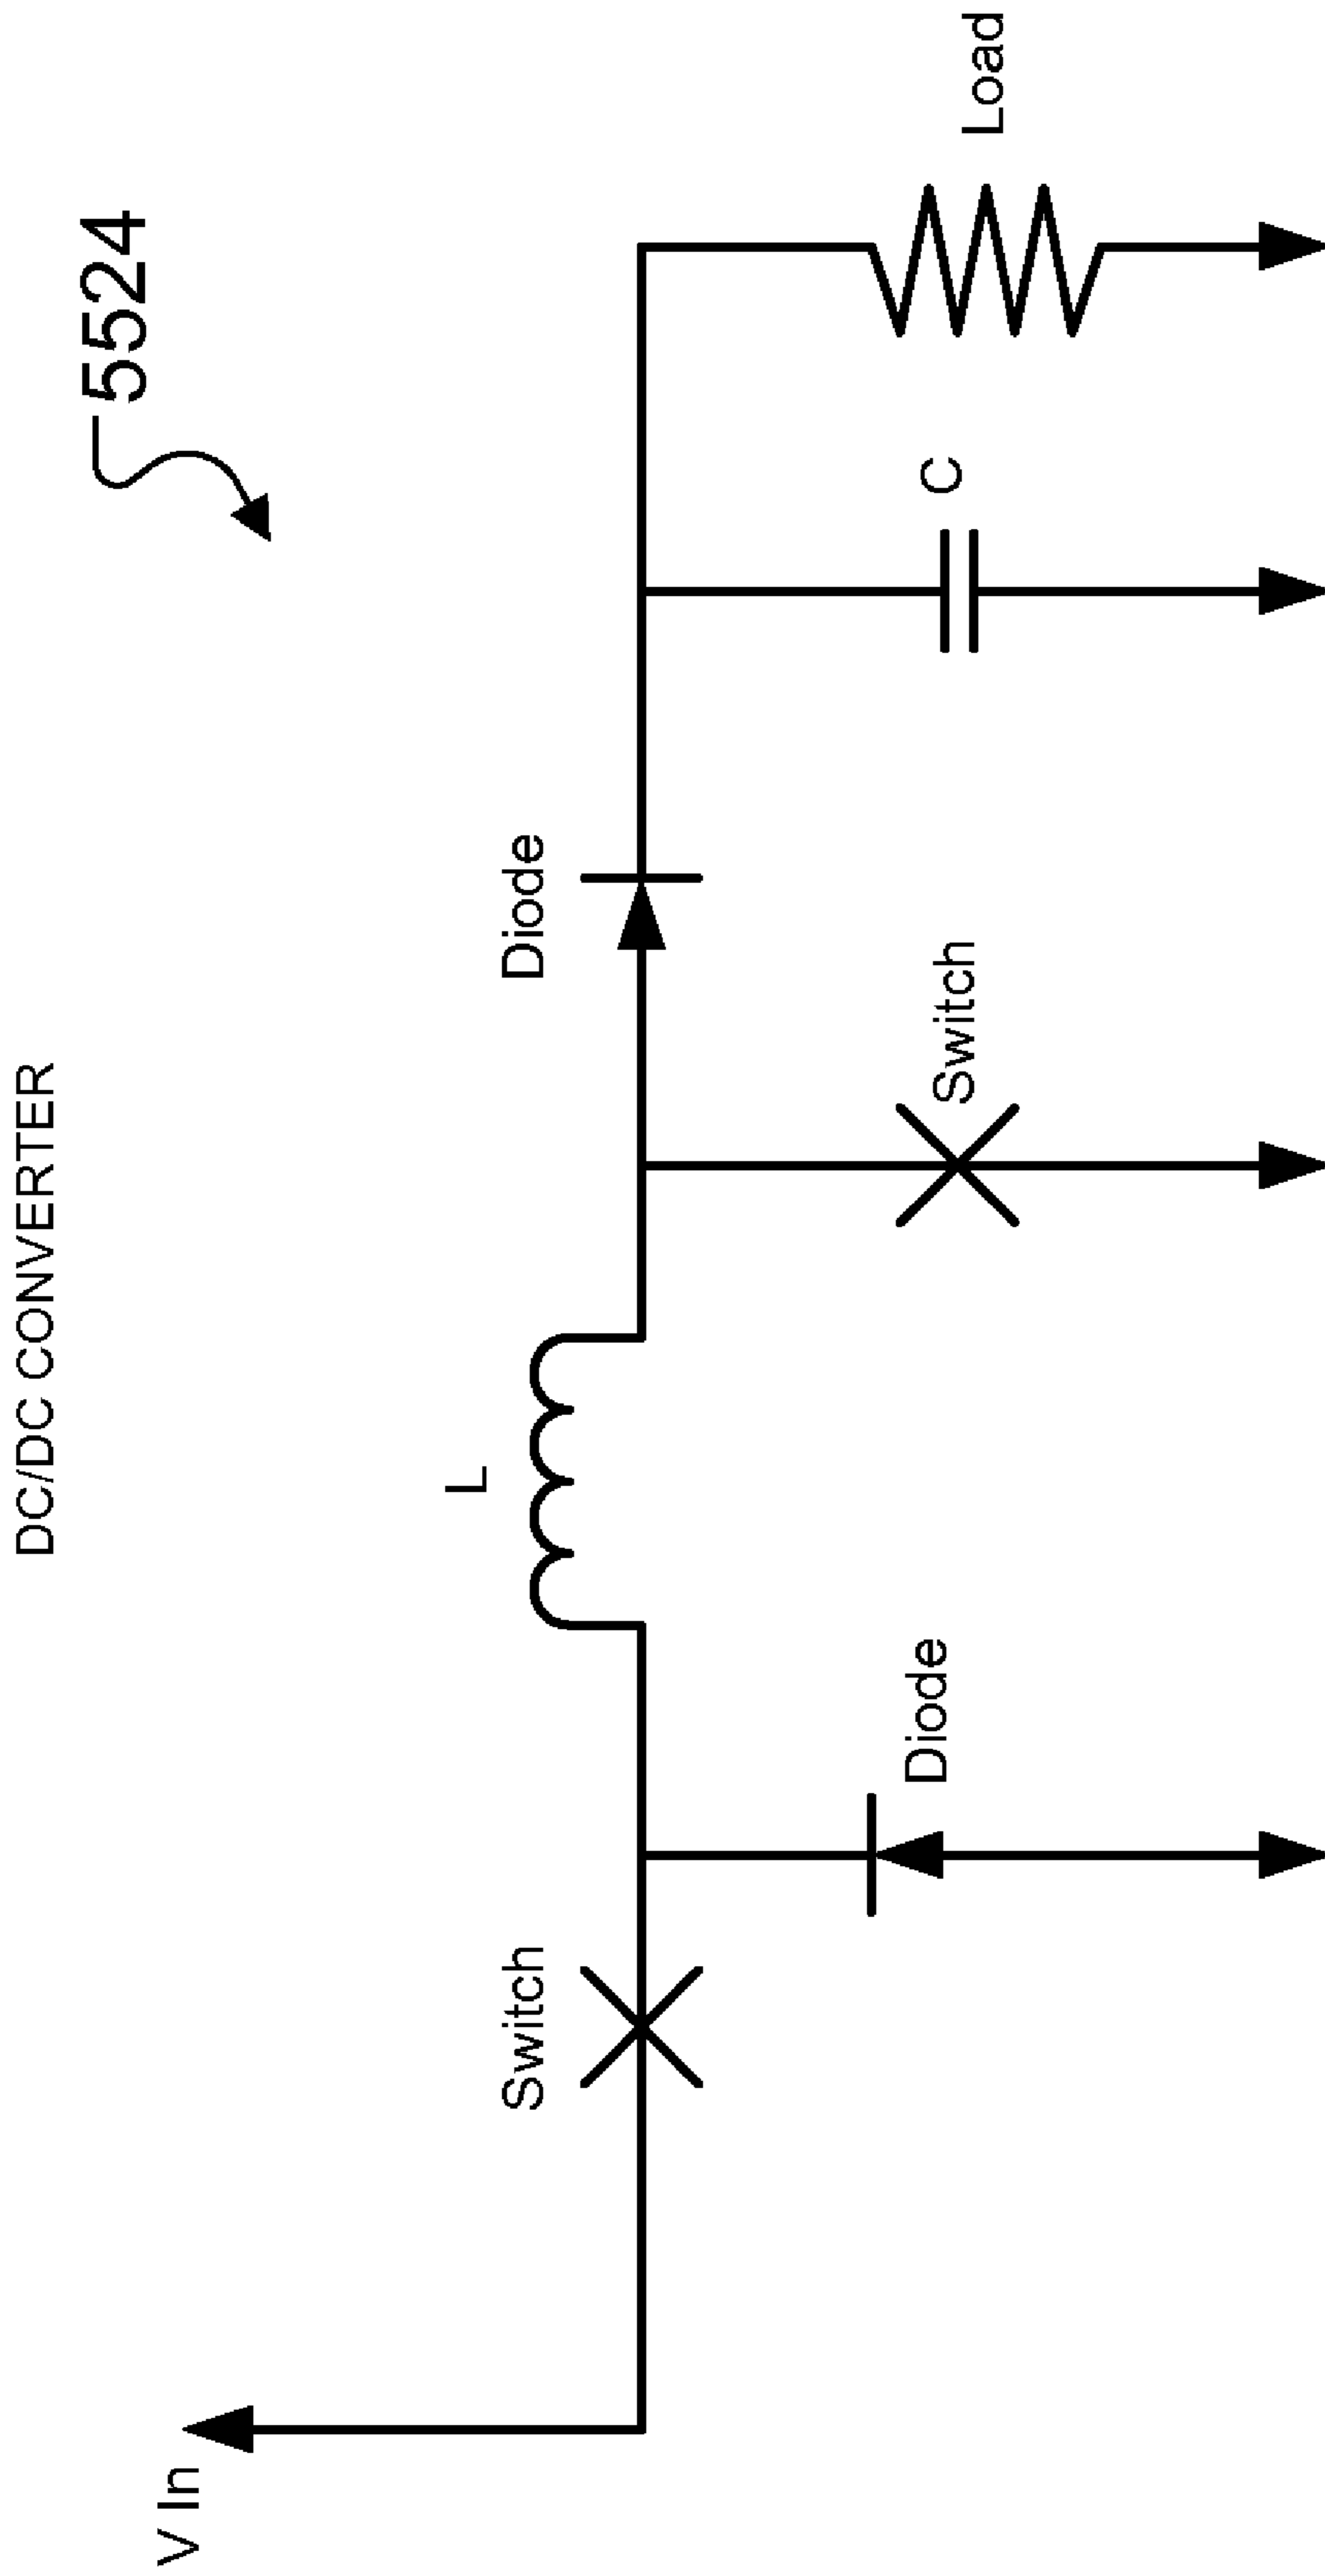 DC/DC CONVERTER
5524
V In
Switch
Diode
L
Switch
Diode
C
Load